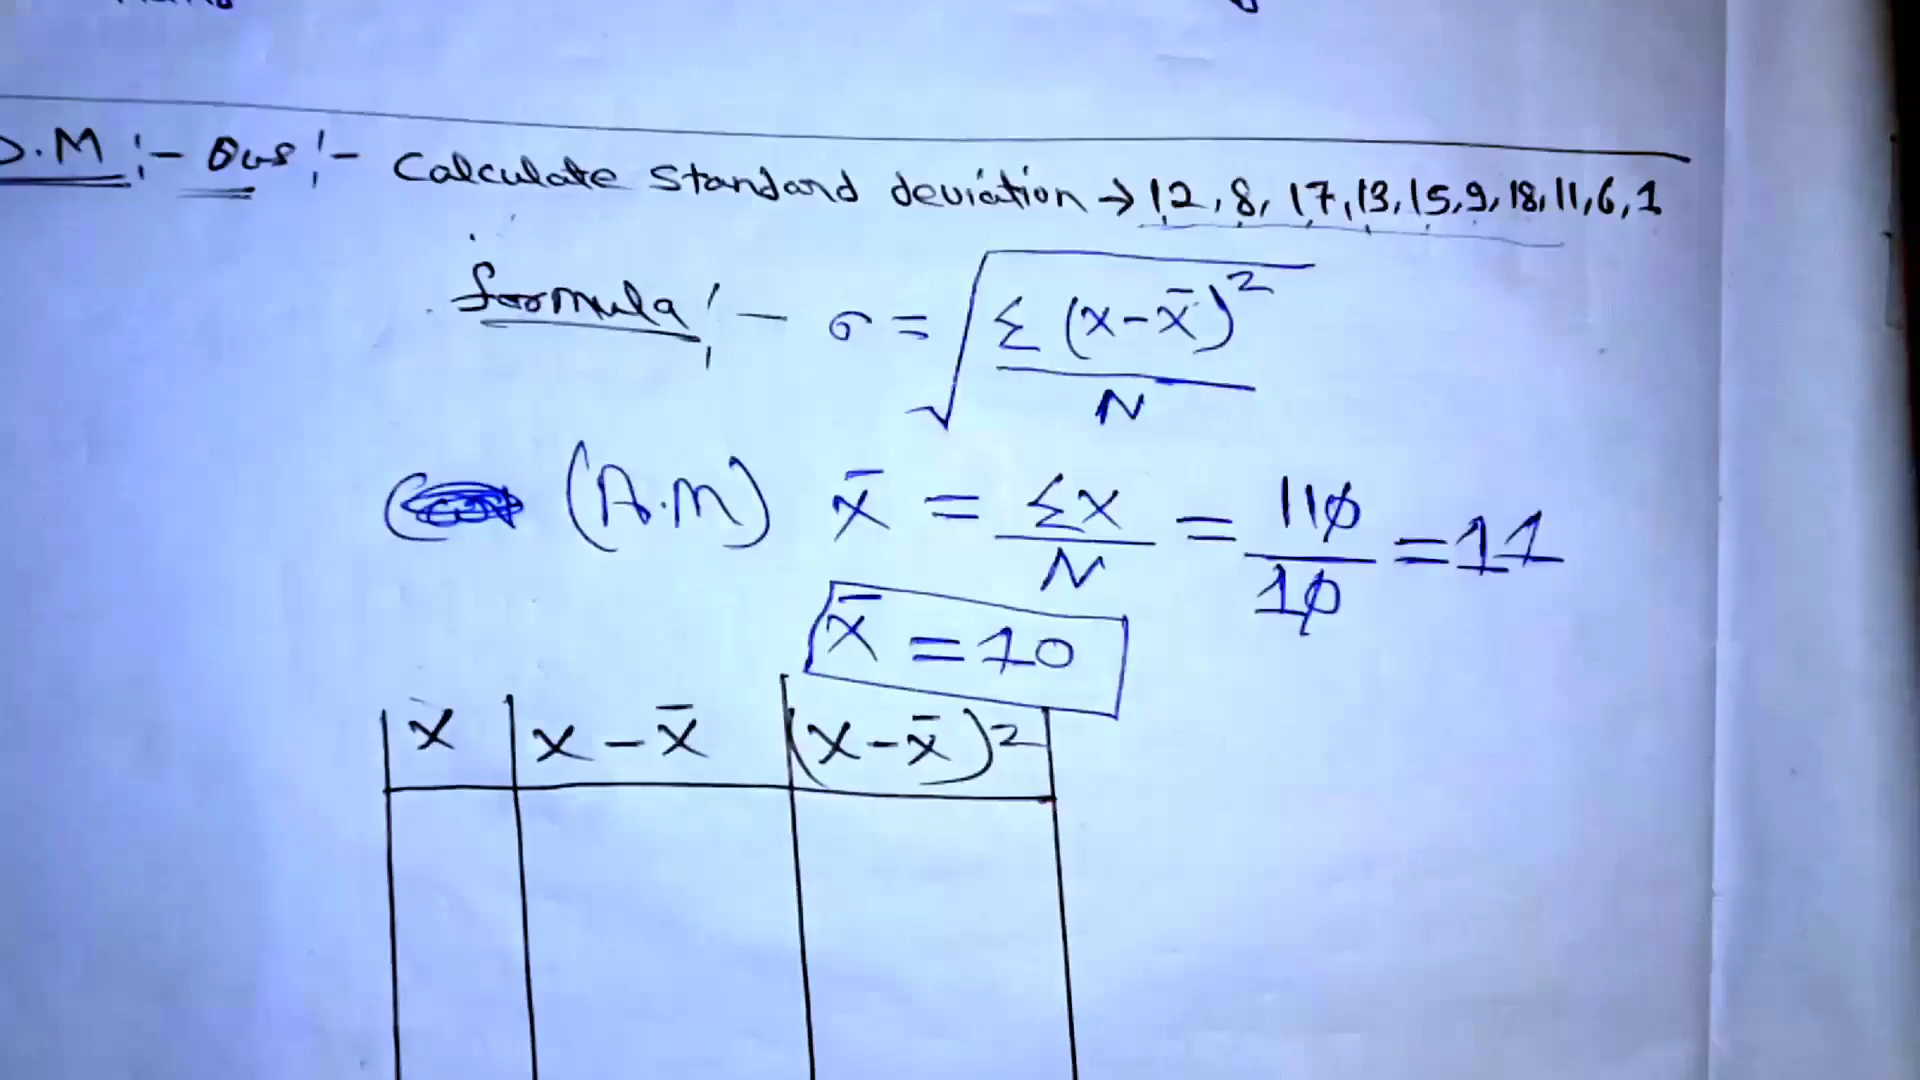 D.M :- Ques :- Calculate Standard deviation → 12, 8, 17, 13, 15, 9, 18, 11, 6, 1
formula :- σ = √(Σ (x-x̄)² / N)
(A.M) x̄ = Σx / N = 110 / 10 = 11
x̄ = 10
x | x - x̄ | (x-x̄)²